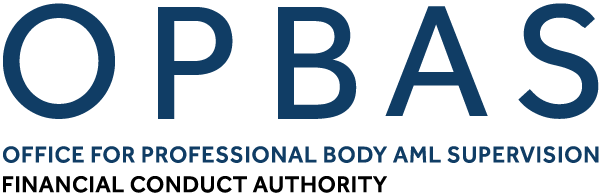 OPBAS
OFFICE FOR PROFESSIONAL BODY AML SUPERVISION
FINANCIAL CONDUCT AUTHORITY